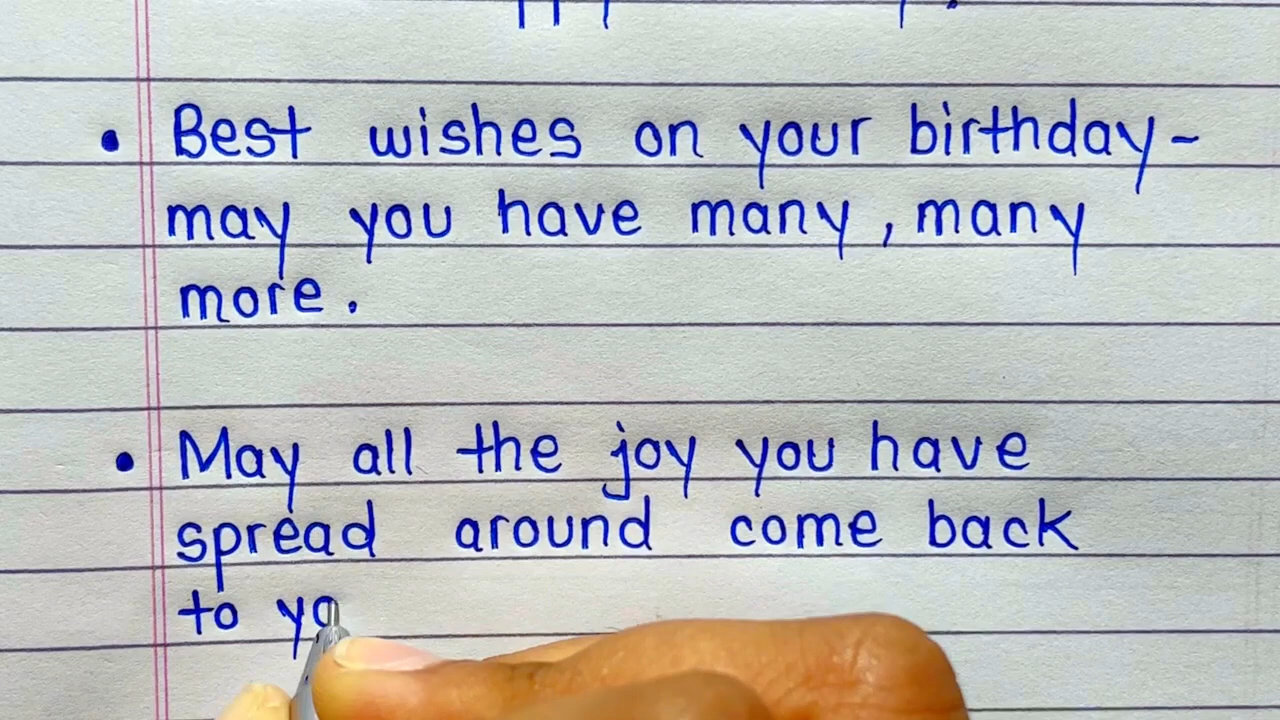 • Best wishes on your birthday-
may you have many, many
more.
• May all the joy you have
spread around come back
to yo